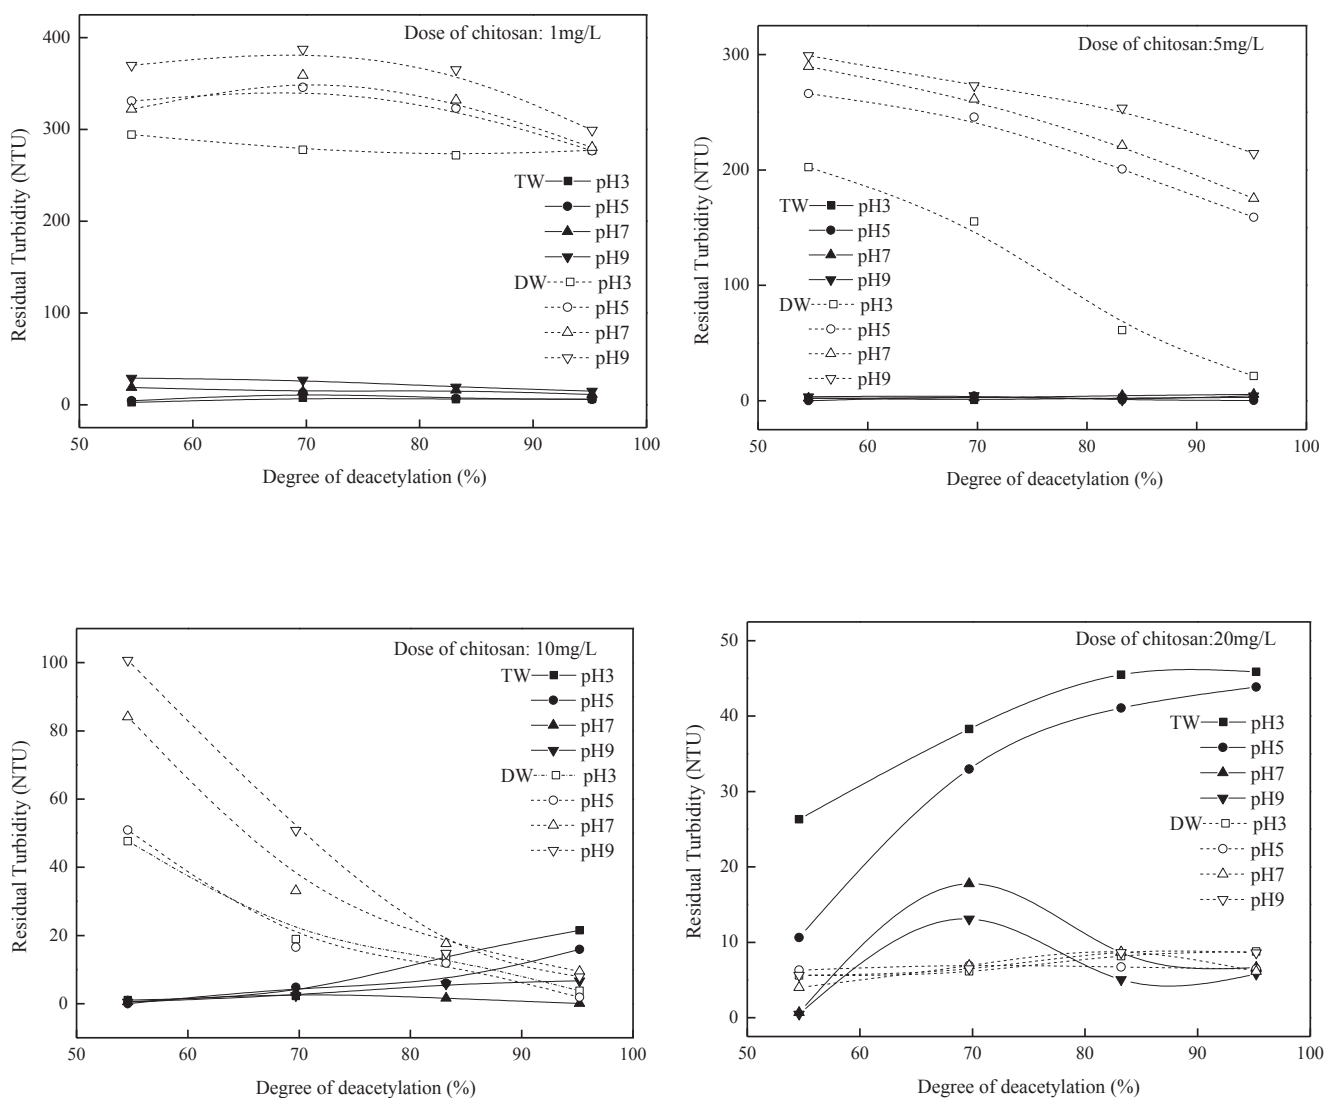 Dose of chitosan: 1mg/L
400
300
200
100
0
Residual Turbidity (NTU)
TW pH3
pH5
pH7
pH9
DW pH3
pH5
pH7
pH9
50 60 70 80 90 100
Degree of deacetylation (%)
Dose of chitosan:5mg/L
300
200
100
0
Residual Turbidity (NTU)
TW pH3
pH5
pH7
pH9
DW pH3
pH5
pH7
pH9
50 60 70 80 90 100
Degree of deacetylation (%)
Dose of chitosan: 10mg/L
100
80
60
40
20
0
Residual Turbidity (NTU)
TW pH3
pH5
pH7
pH9
DW pH3
pH5
pH7
pH9
50 60 70 80 90 100
Degree of deacetylation (%)
Dose of chitosan:20mg/L
50
40
30
20
10
0
Residual Turbidity (NTU)
TW pH3
pH5
pH7
pH9
DW pH3
pH5
pH7
pH9
50 60 70 80 90 100
Degree of deacetylation (%)